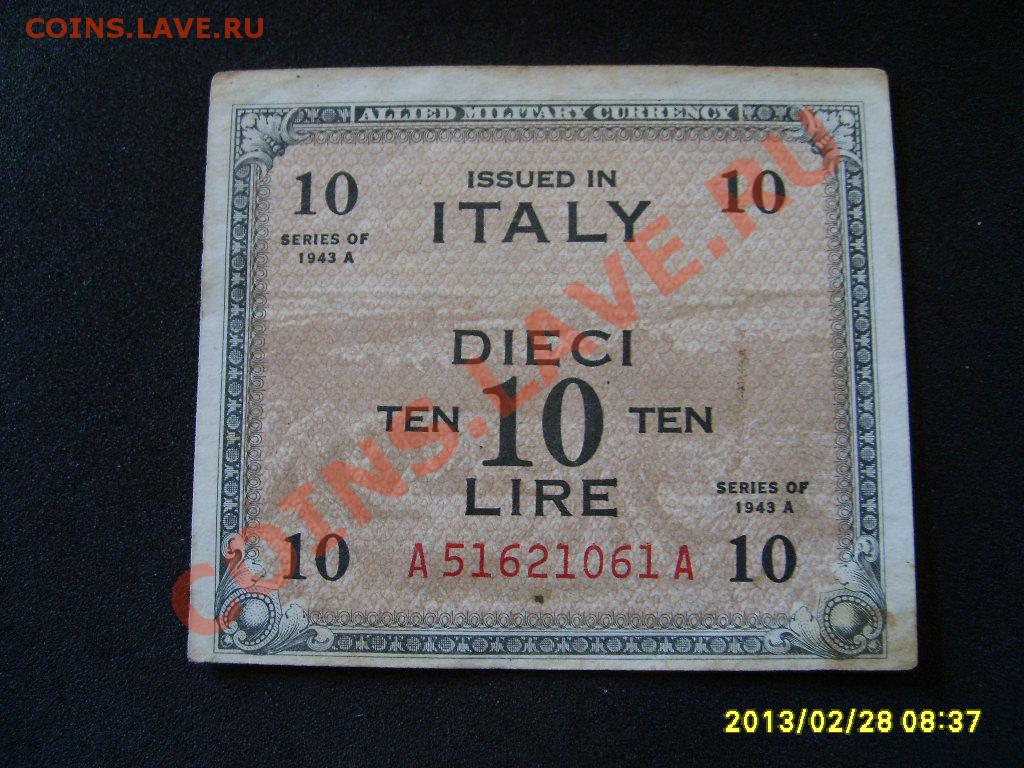 COINS.LAVE.RU
ALLIED MILITARY CURRENCY
10 ISSUED IN 10
ITALY
SERIES OF
1943 A
DIECI
TEN 10 TEN
LIRE
SERIES OF
1943 A
10 A51621061A 10
COINS.LAVE.RU
2013/02/28 08:37